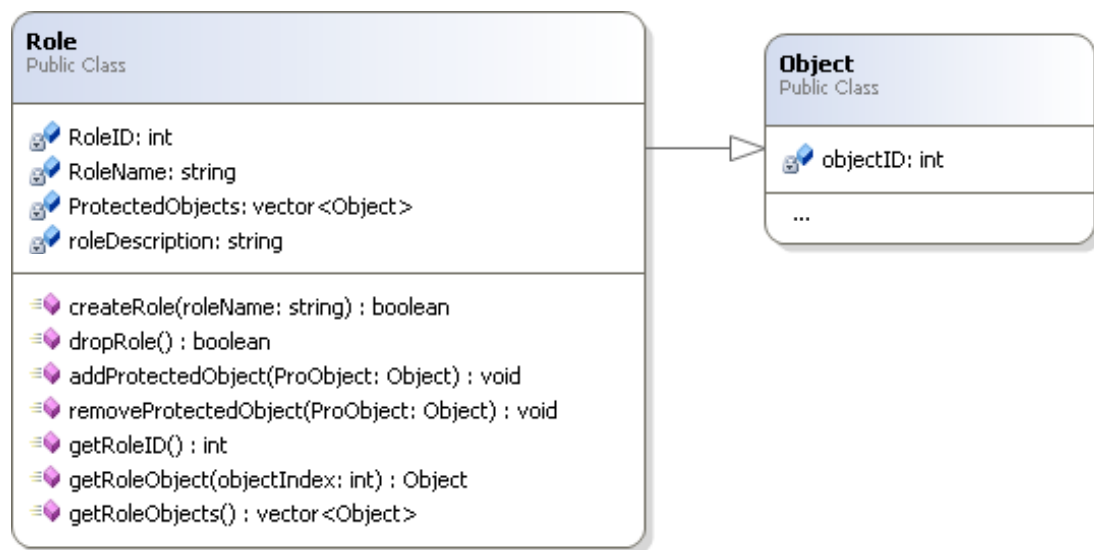 Role
Public Class
RoleID: int
RoleName: string
ProtectedObjects: vector<Object>
roleDescription: string
createRole(roleName: string) : boolean
dropRole() : boolean
addProtectedObject(ProObject: Object) : void
removeProtectedObject(ProObject: Object) : void
getRoleID() : int
getRoleObject(objectIndex: int) : Object
getRoleObjects() : vector<Object>
Object
Public Class
objectID: int
...